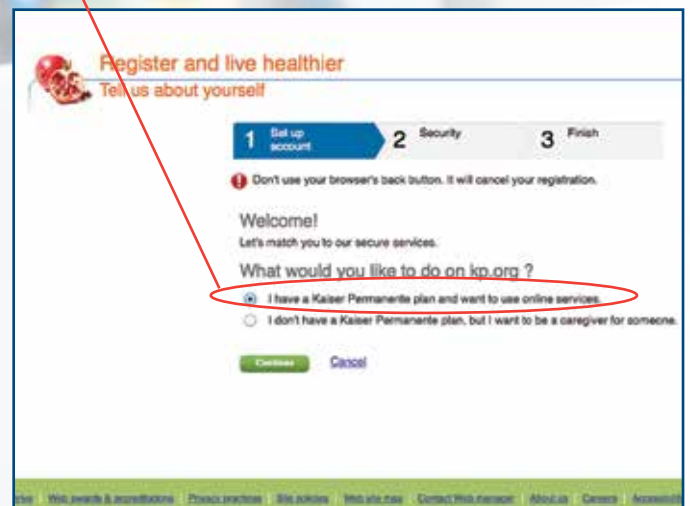 Register and live healthier
Tell us about yourself
1 Set up account
2 Security
3 Finish
Don't use your browser's back button. It will cancel your registration.
Welcome!
Let's match you to our secure services.
What would you like to do on kp.org ?
I have a Kaiser Permanente plan and want to use online services.
I don't have a Kaiser Permanente plan, but I want to be a caregiver for someone.
Continue Cancel
Web awards & accreditations Privacy practices Site policies Web site map Contact Web manager About us Careers